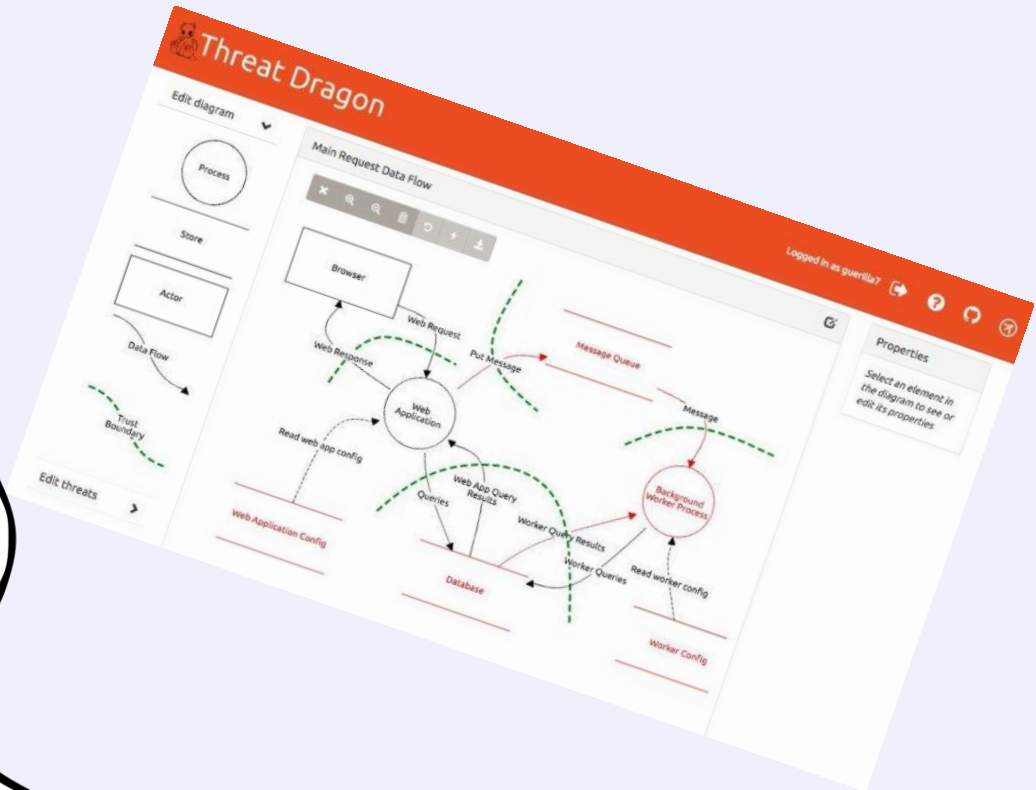 Threat Dragon
Logged in as guerilla7
Edit diagram
Process
Store
Actor
Data Flow
Trust
Boundary
Edit threats
Main Request Data Flow
Browser
Web Request
Web Response
Put Message
Message Queue
Message
Web
Application
Read web app config
Queries
Web App Query
Results
Background
Worker Process
Worker Query Results
Worker Queries
Read worker config
Web Application Config
Database
Worker Config
Properties
Select an element in
the diagram to see or
edit its properties